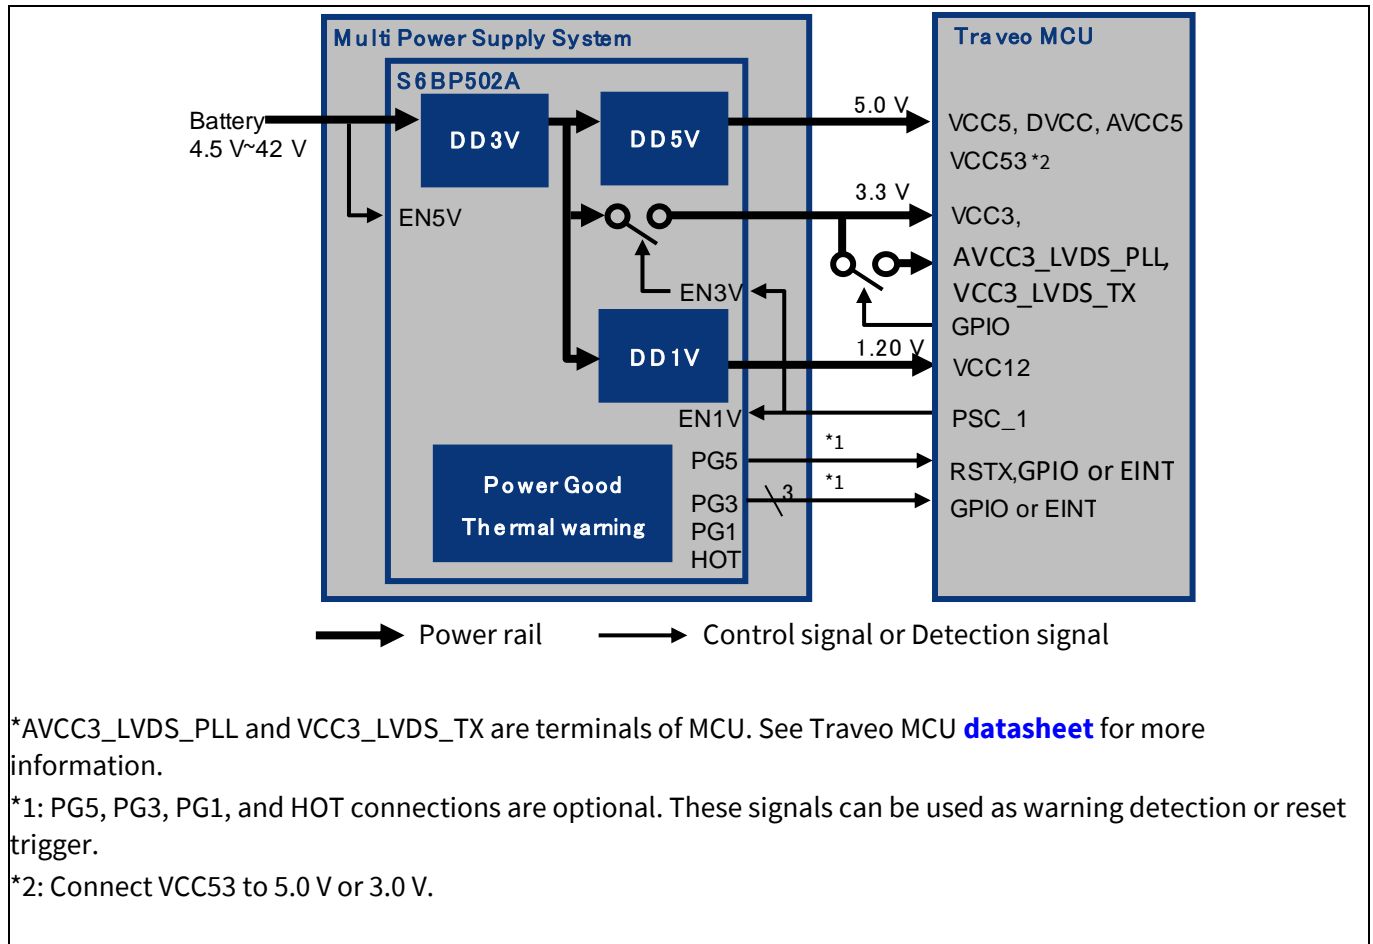 Multi Power Supply System
Traveo MCU
S6BP502A
Battery
4.5 V~42 V
DD3V
DD5V
5.0 V
VCC5, DVCC, AVCC5
VCC53 *2
EN5V
3.3 V
VCC3,
AVCC3_LVDS_PLL,
VCC3_LVDS_TX
EN3V
GPIO
DD1V
1.20 V
VCC12
EN1V
PSC_1
PG5
*1
RSTX,GPIO or EINT
Power Good
Thermal warning
PG3
3
*1
GPIO or EINT
PG1
HOT
Power rail
Control signal or Detection signal
*AVCC3_LVDS_PLL and VCC3_LVDS_TX are terminals of MCU. See Traveo MCU datasheet for more
information.
*1: PG5, PG3, PG1, and HOT connections are optional. These signals can be used as warning detection or reset
trigger.
*2: Connect VCC53 to 5.0 V or 3.0 V.